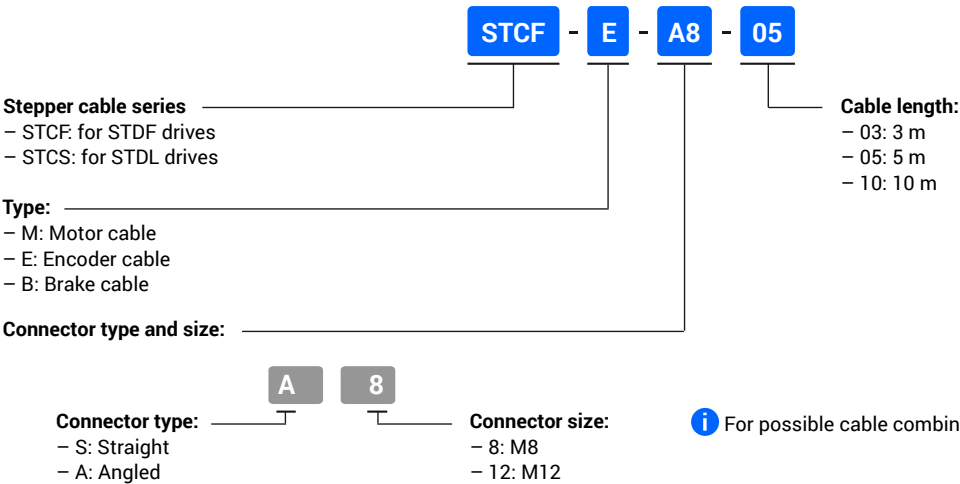 STCF - E - A8 - 05
Stepper cable series
– STCF: for STDF drives
– STCS: for STDL drives
Cable length:
– 03: 3 m
– 05: 5 m
– 10: 10 m
Type:
– M: Motor cable
– E: Encoder cable
– B: Brake cable
Connector type and size:
A 8
Connector type:
– S: Straight
– A: Angled
Connector size:
– 8: M8
– 12: M12
i For possible cable combin